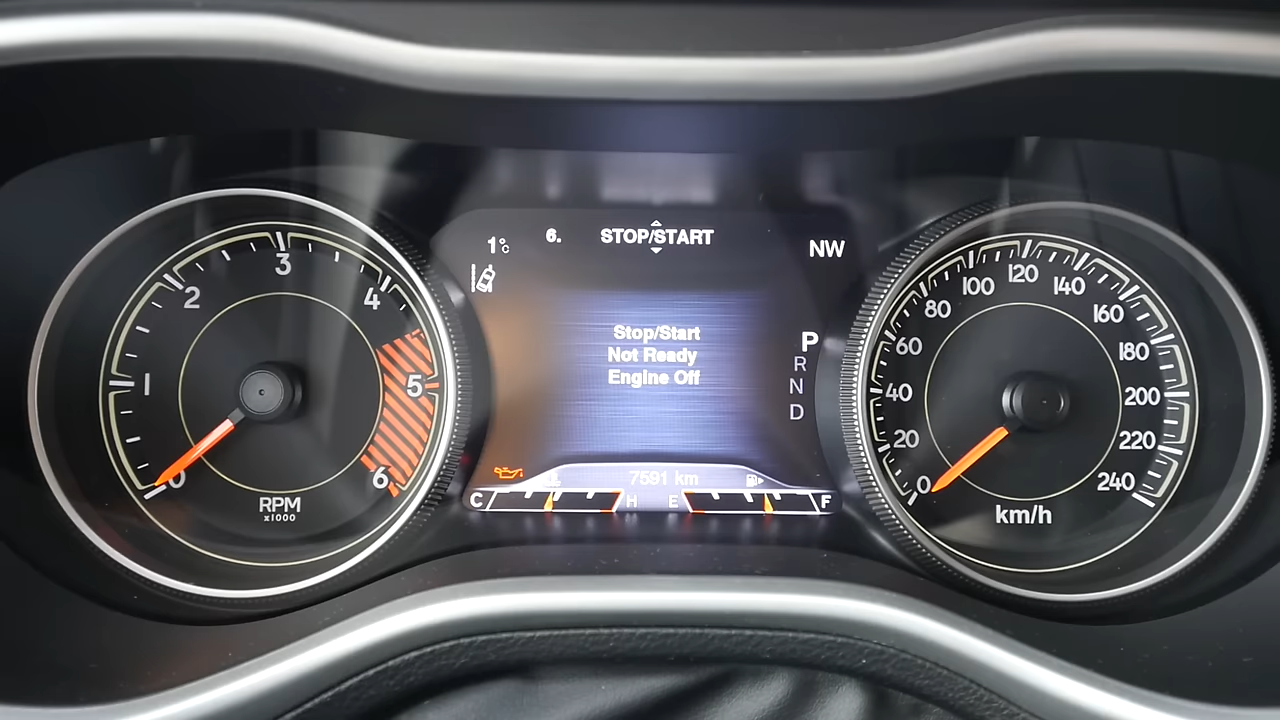 1°C
6. STOP/START
NW
Stop/Start
Not Ready
Engine Off
P
R
N
D
7591 km
C H E F
0
1
2
3
4
5
6
RPM
x1000
0
20
40
60
80
100
120
140
160
180
200
220
240
km/h